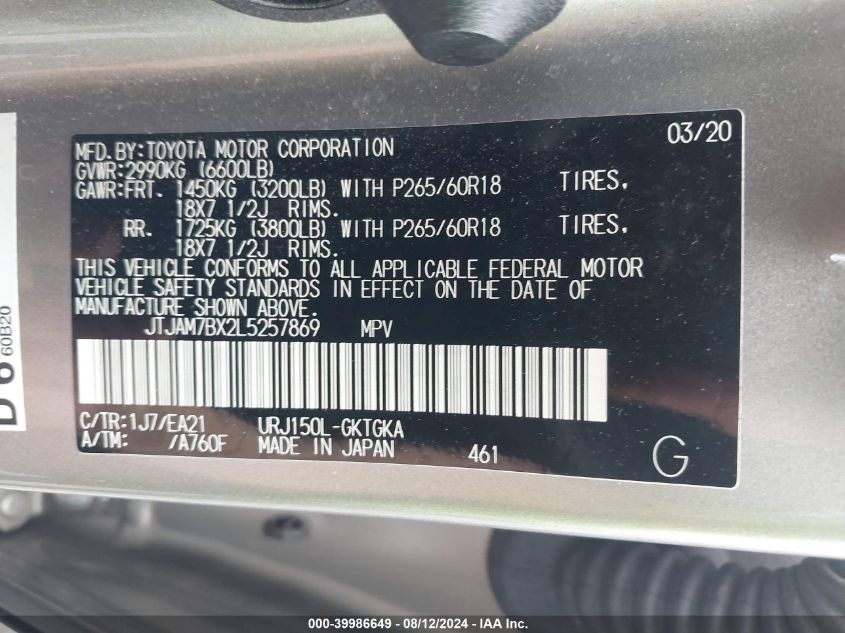 03/20
MFD.BY:TOYOTA MOTOR CORPORATION
GVWR:2990KG (6600LB)
GAWR:FRT. 1450KG (3200LB) WITH P265/60R18 TIRES.
18X7 1/2J RIMS.
RR. 1725KG (3800LB) WITH P265/60R18 TIRES.
18X7 1/2J RIMS.
THIS VEHICLE CONFORMS TO ALL APPLICABLE FEDERAL MOTOR
VEHICLE SAFETY STANDARDS IN EFFECT ON THE DATE OF
MANUFACTURE SHOWN ABOVE.
JTJAM7BX2L5257869 MPV
C/TR:1J7/EA21 URJ150L-GKTGKA
A/TM: /A760F MADE IN JAPAN 461 G
D6
60B20
000-39986649 - 08/12/2024 - IAA Inc.